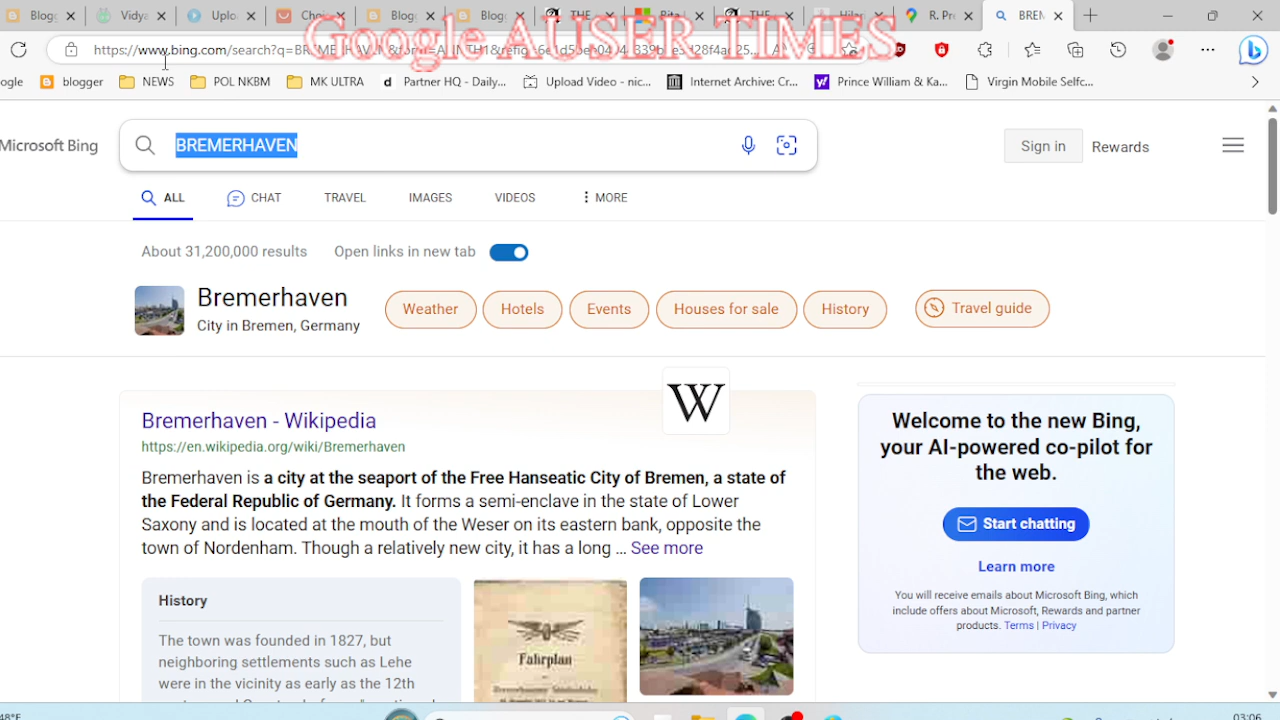 Blogg
Vidya
Uploa
Choi
Blogg
Blogg
THE
THE
R. Pre
BREM
Google AUSER TIMES
https://www.bing.com/search?q=BREMERHAVEN
ogle
blogger
NEWS
POL NKBM
MK ULTRA
Partner HQ - Daily...
Upload Video - nic...
Internet Archive: Cr...
Prince William & Ka...
Virgin Mobile Selfc...
Microsoft Bing
BREMERHAVEN
Sign in
Rewards
ALL
CHAT
TRAVEL
IMAGES
VIDEOS
MORE
About 31,200,000 results
Open links in new tab
Bremerhaven
City in Bremen, Germany
Weather
Hotels
Events
Houses for sale
History
Travel guide
W
Bremerhaven - Wikipedia
https://en.wikipedia.org/wiki/Bremerhaven
Bremerhaven is a city at the seaport of the Free Hanseatic City of Bremen, a state of
the Federal Republic of Germany. It forms a semi-enclave in the state of Lower
Saxony and is located at the mouth of the Weser on its eastern bank, opposite the
town of Nordenham. Though a relatively new city, it has a long ... See more
Welcome to the new Bing,
your AI-powered co-pilot for
the web.
Start chatting
Learn more
You will receive emails about Microsoft Bing, which
include offers about Microsoft, Rewards and partner
products. Terms | Privacy
History
The town was founded in 1827, but
neighboring settlements such as Lehe
were in the vicinity as early as the 12th
Fahrplan
48°F
03:06